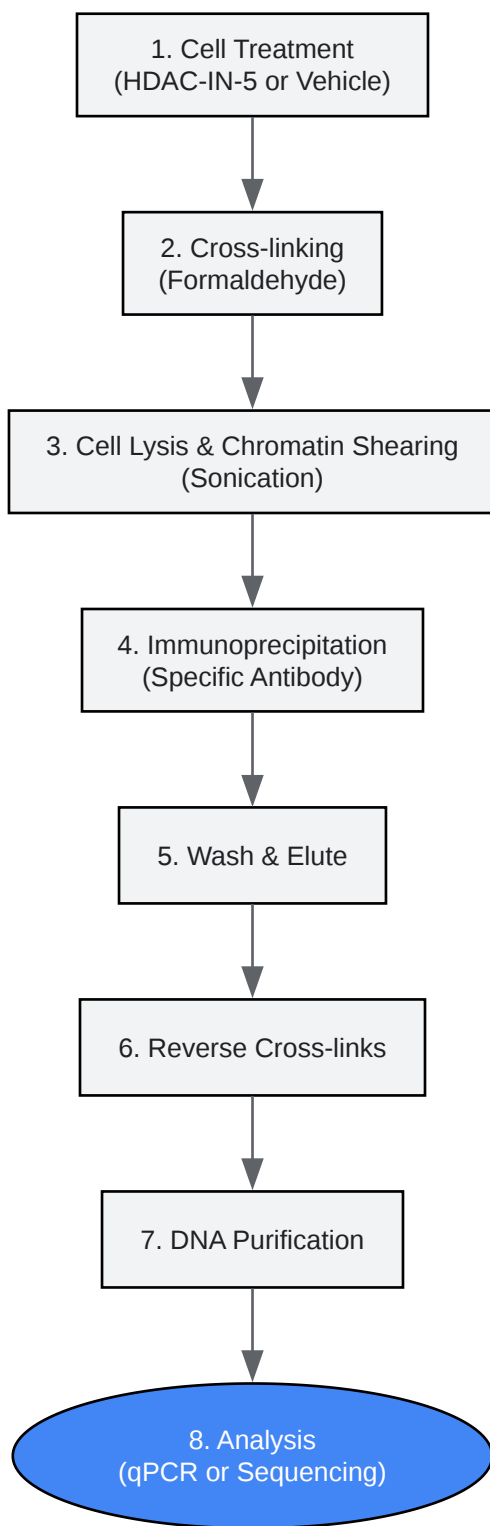 1. Cell Treatment
(HDAC-IN-5 or Vehicle)
2. Cross-linking
(Formaldehyde)
3. Cell Lysis & Chromatin Shearing
(Sonication)
4. Immunoprecipitation
(Specific Antibody)
5. Wash & Elute
6. Reverse Cross-links
7. DNA Purification
8. Analysis
(qPCR or Sequencing)